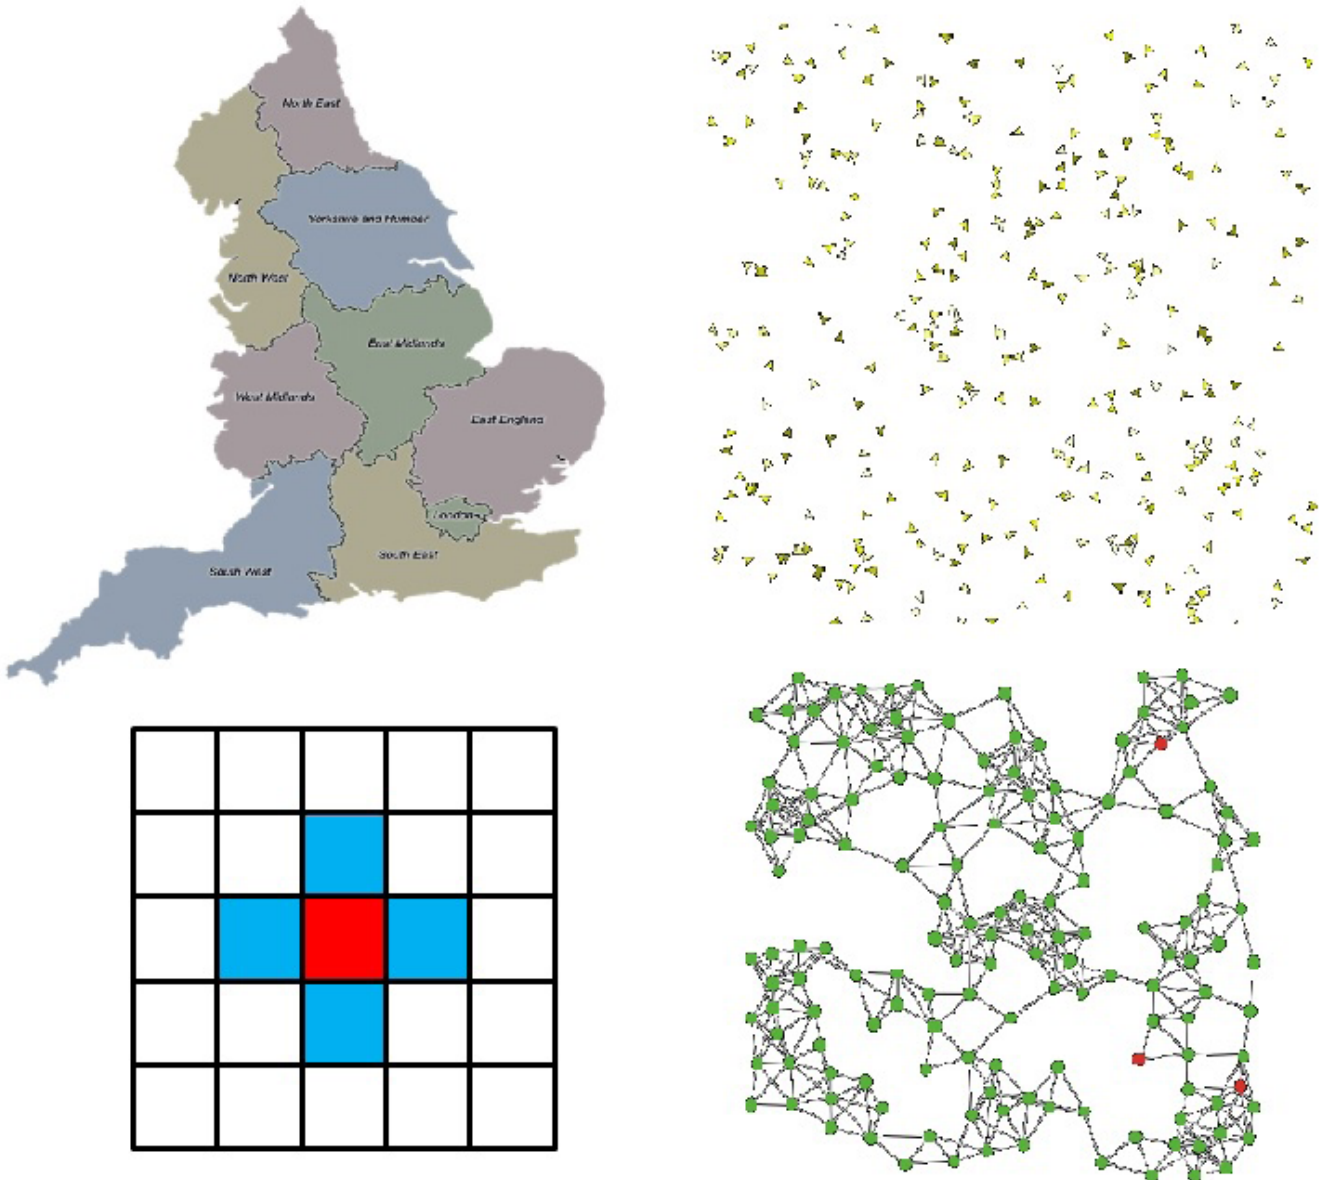 North East
Yorkshire and Humber
North West
East Midlands
West Midlands
East England
London
South East
South West